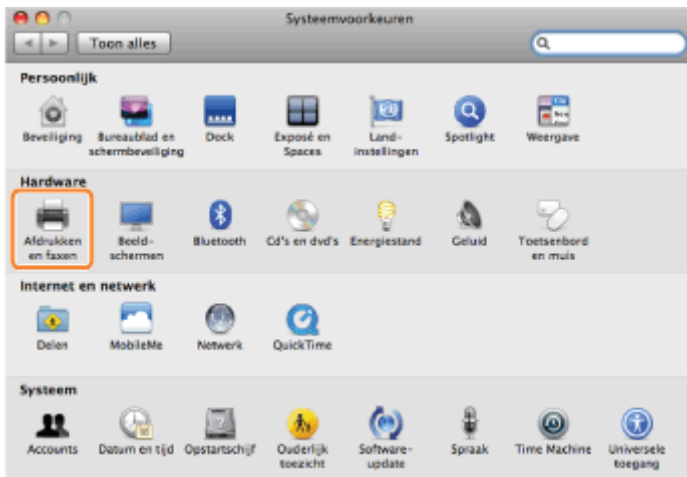 Systeemvoorkeuren
Toon alles
Persoonlijk
Beveiliging
Bureaublad en
schermbeveiliging
Dock
Exposé en
Spaces
Land-
instellingen
Spotlight
Weergave
Hardware
Afdrukken
en faxen
Beeld-
schermen
Bluetooth
Cd's en dvd's
Energiestand
Geluid
Toetsenbord
en muis
Internet en netwerk
Delen
MobileMe
Netwerk
QuickTime
Systeem
Accounts
Datum en tijd
Opstartschijf
Ouderlijk
toezicht
Software-
update
Spraak
Time Machine
Universele
toegang